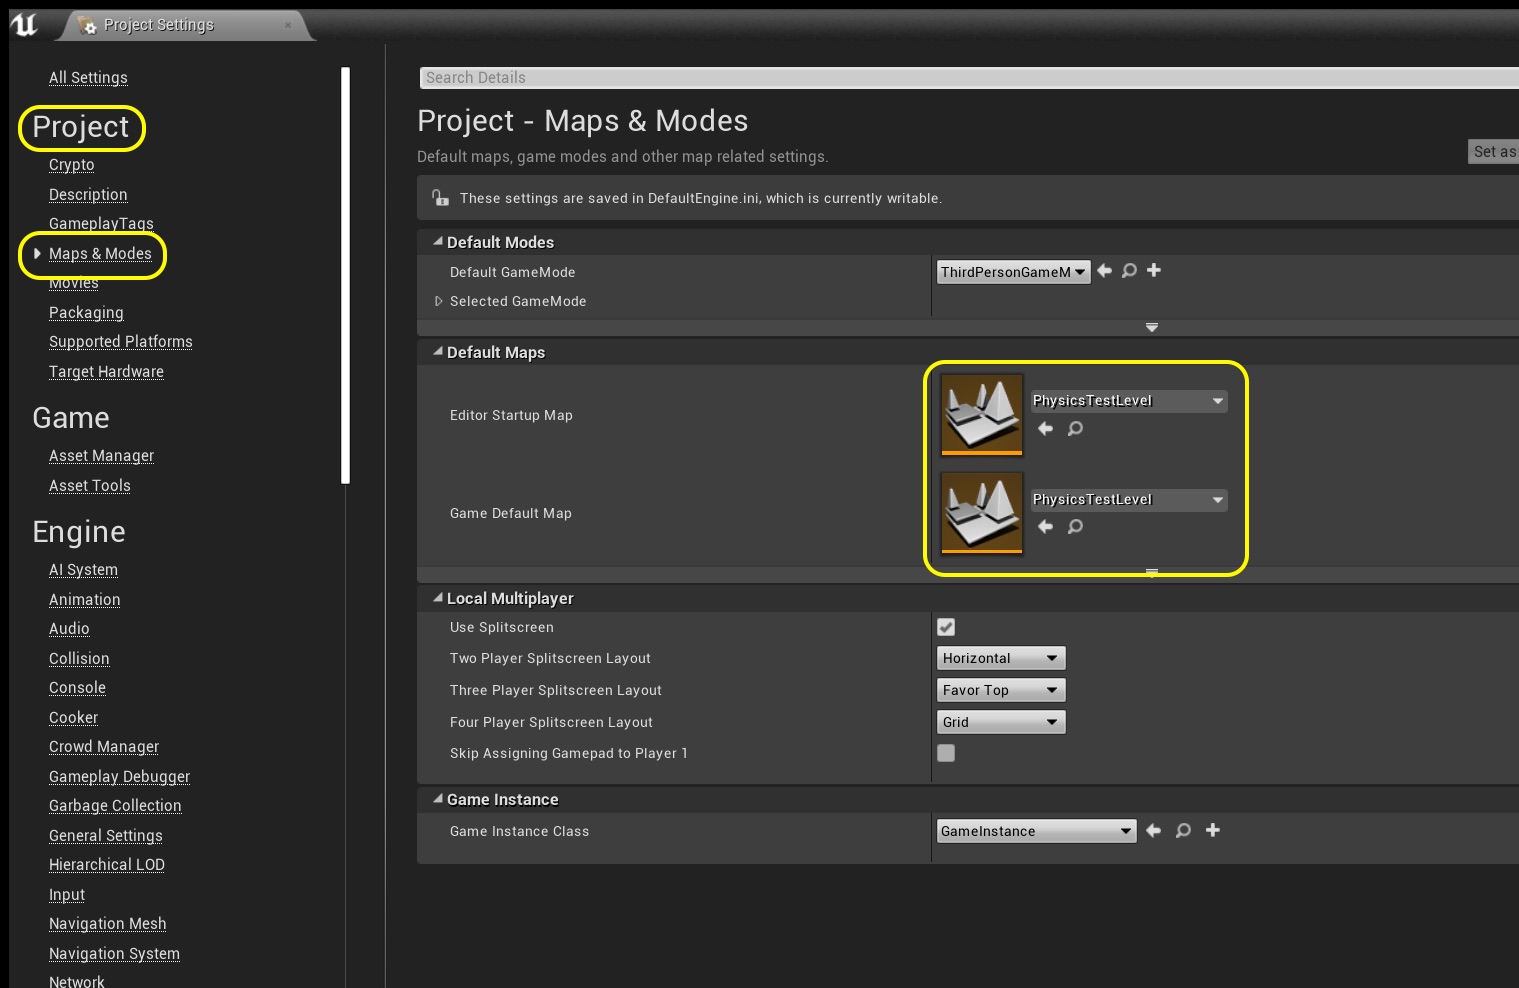 Project Settings
All Settings
Project
Crypto
Description
GameplayTags
Maps & Modes
Movies
Packaging
Supported Platforms
Target Hardware
Game
Asset Manager
Asset Tools
Engine
AI System
Animation
Audio
Collision
Console
Cooker
Crowd Manager
Gameplay Debugger
Garbage Collection
General Settings
Hierarchical LOD
Input
Navigation Mesh
Navigation System
Network
Search Details
Project - Maps & Modes
Default maps, game modes and other map related settings.
Set as
These settings are saved in DefaultEngine.ini, which is currently writable.
Default Modes
Default GameMode ThirdPersonGameM
Selected GameMode
Default Maps
Editor Startup Map PhysicsTestLevel
Game Default Map PhysicsTestLevel
Local Multiplayer
Use Splitscreen
Two Player Splitscreen Layout Horizontal
Three Player Splitscreen Layout Favor Top
Four Player Splitscreen Layout Grid
Skip Assigning Gamepad to Player 1
Game Instance
Game Instance Class GameInstance